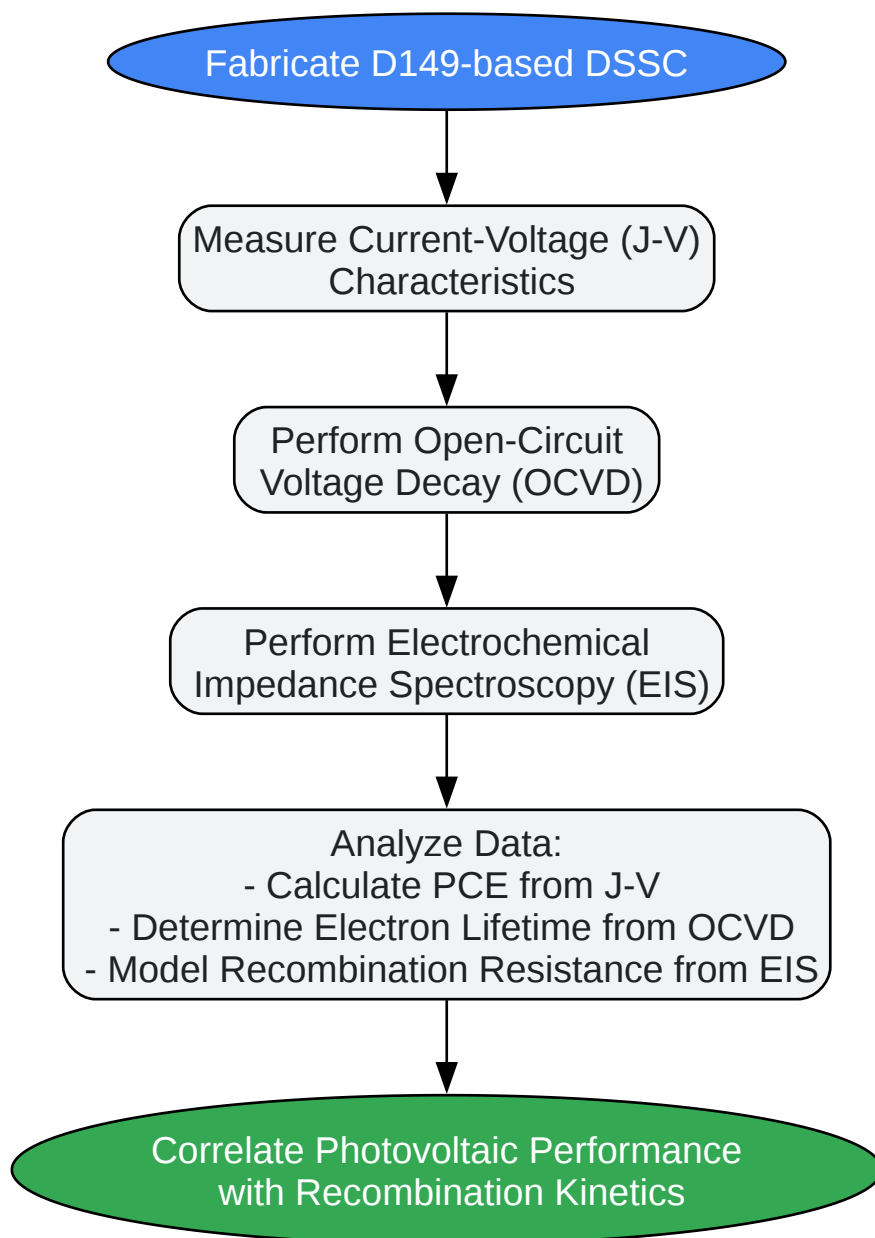 Fabricate D149-based DSSC
Measure Current-Voltage (J-V)
Characteristics
Perform Open-Circuit
Voltage Decay (OCVD)
Perform Electrochemical
Impedance Spectroscopy (EIS)
Analyze Data:
- Calculate PCE from J-V
- Determine Electron Lifetime from OCVD
- Model Recombination Resistance from EIS
Correlate Photovoltaic Performance
with Recombination Kinetics